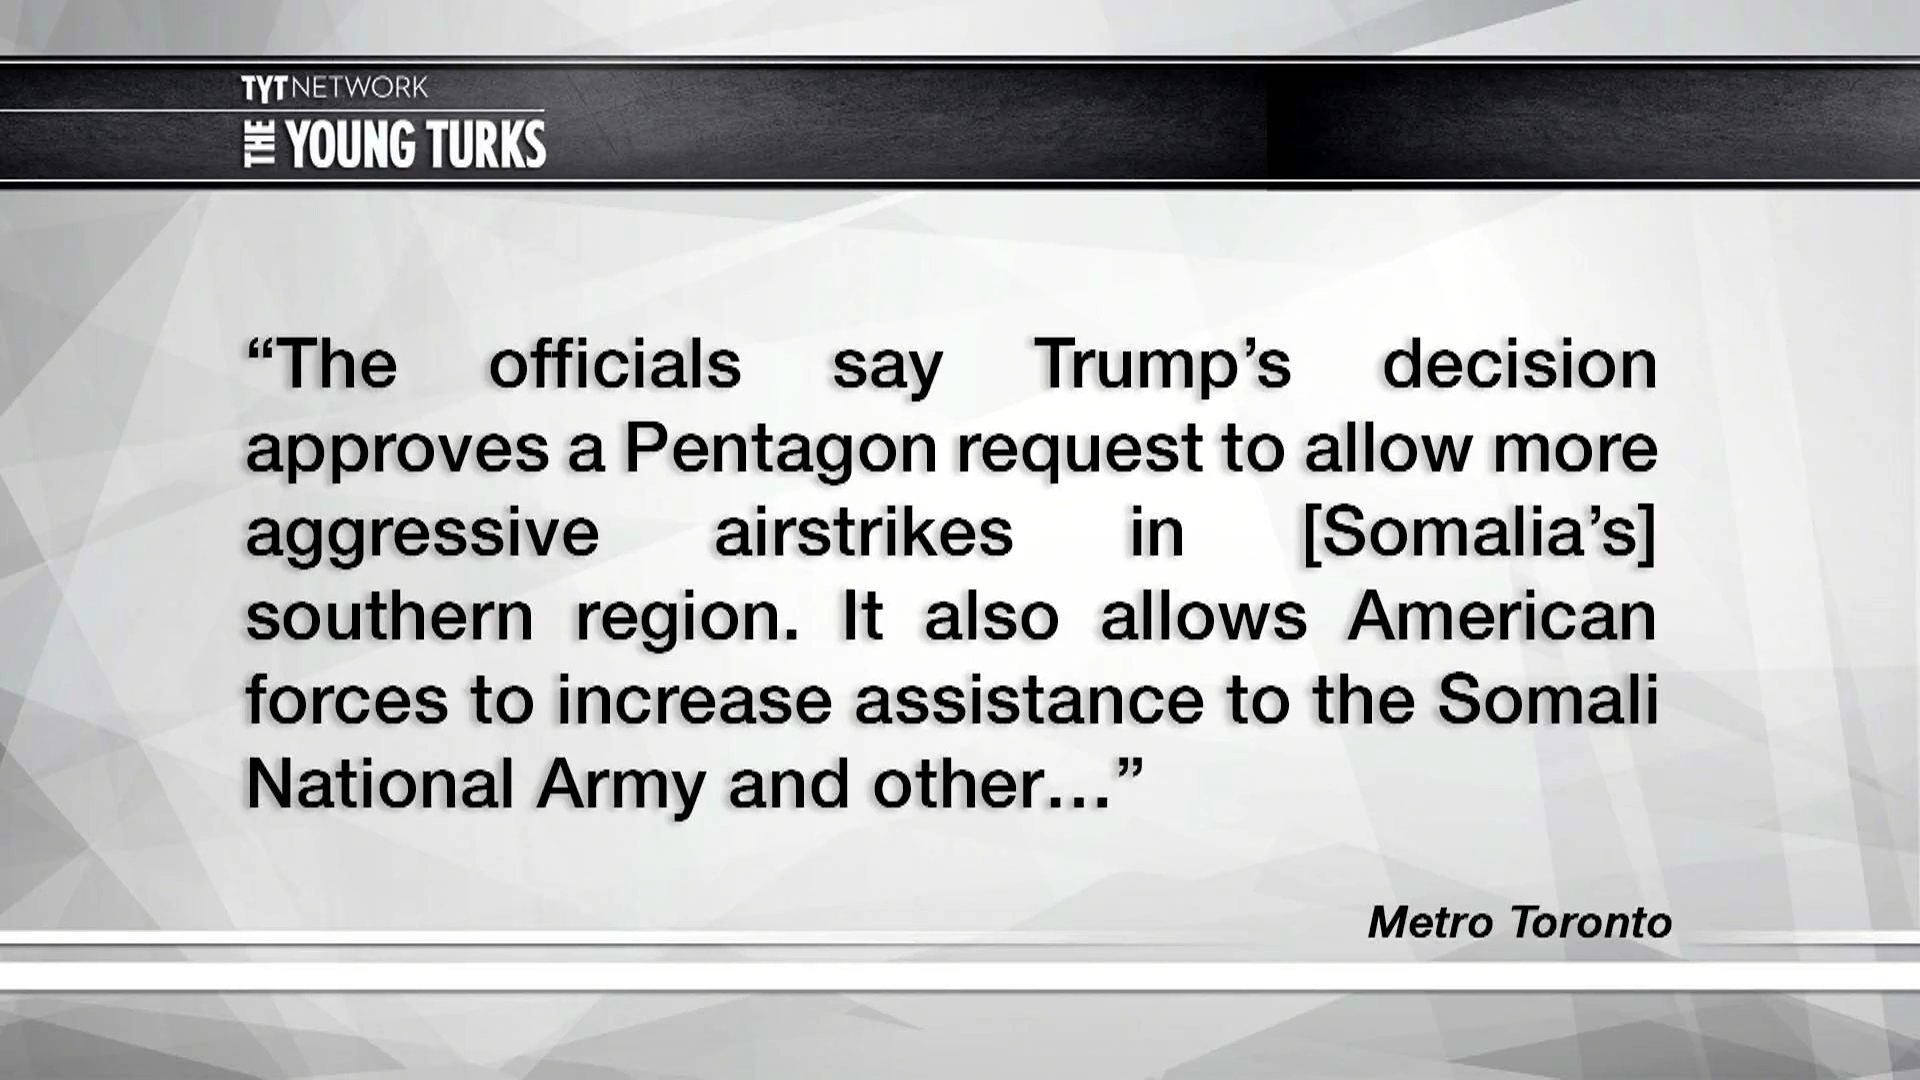 TYT NETWORK
THE YOUNG TURKS
“The officials say Trump’s decision
approves a Pentagon request to allow more
aggressive airstrikes in [Somalia’s]
southern region. It also allows American
forces to increase assistance to the Somali
National Army and other…”
Metro Toronto